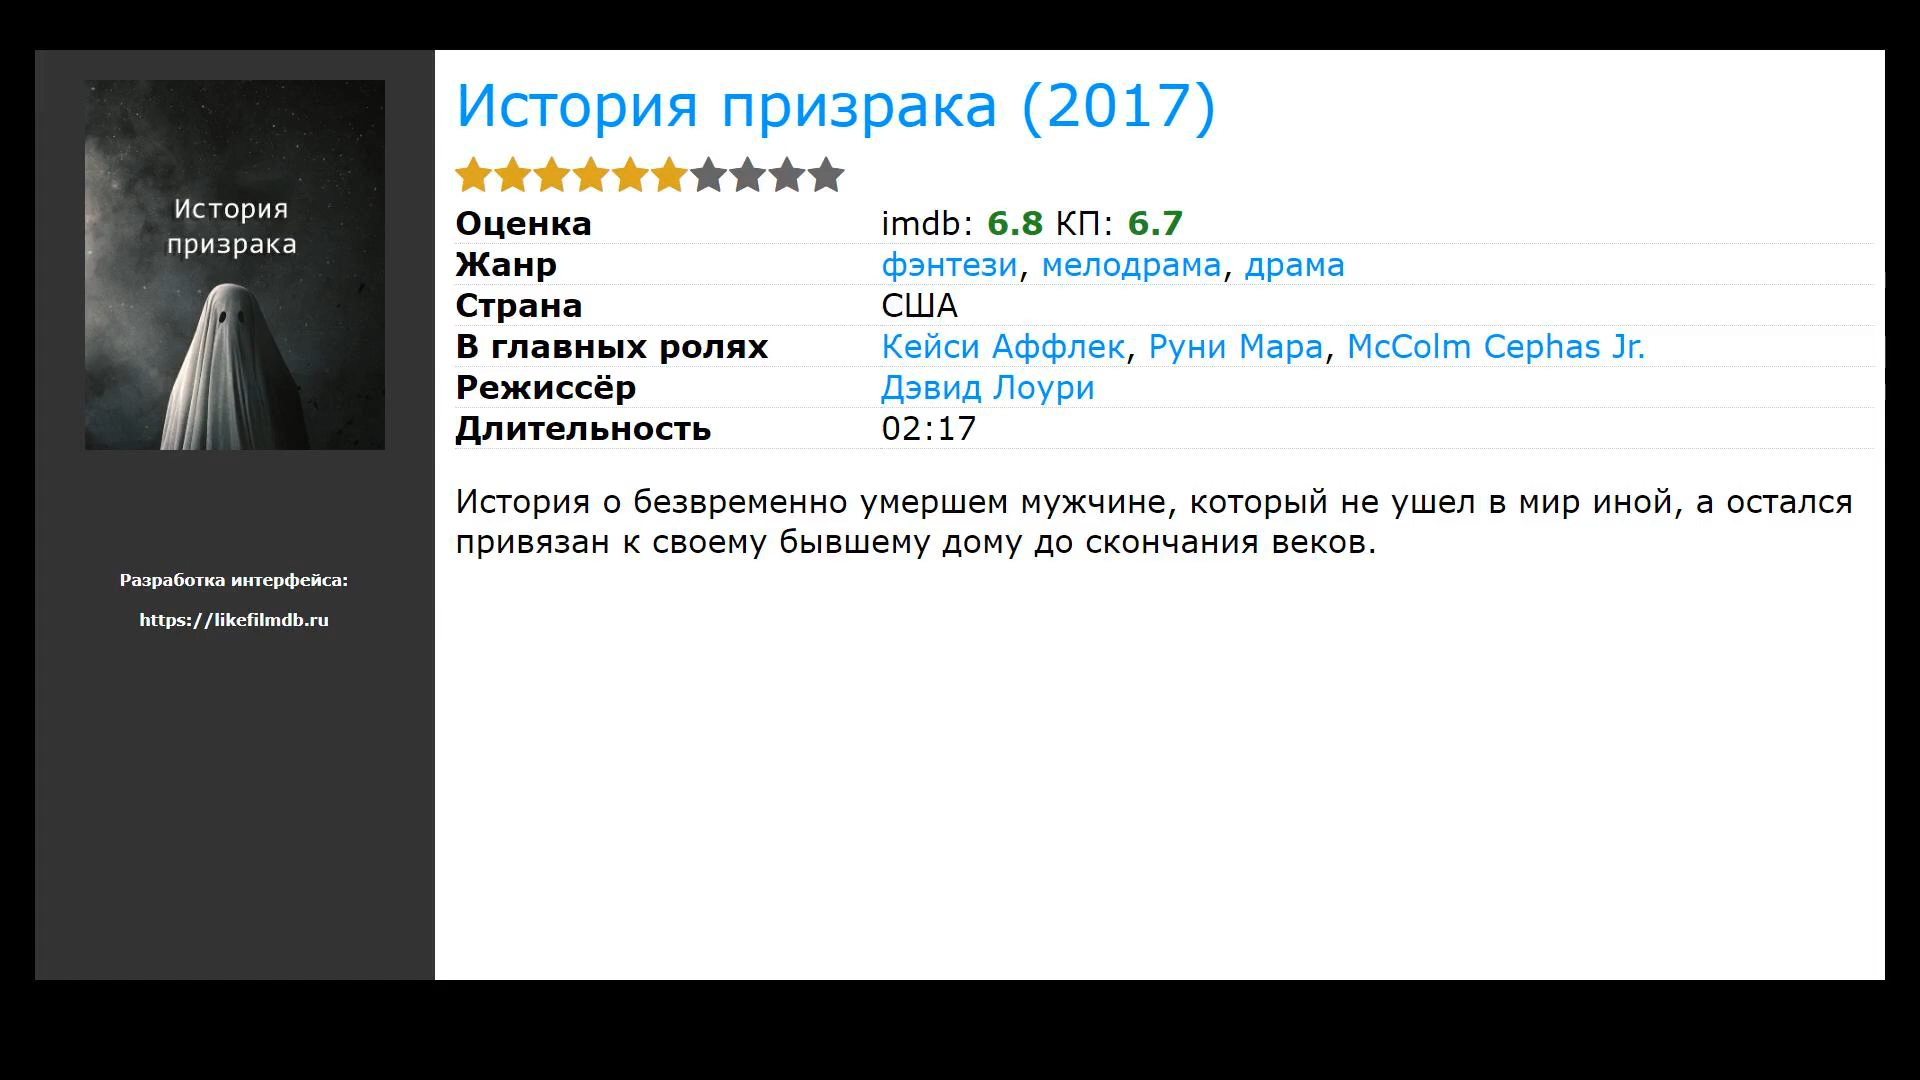 История
призрака
Разработка интерфейса:
https://likefilmdb.ru
История призрака (2017)
Оценка imdb: 6.8 КП: 6.7
Жанр фэнтези, мелодрама, драма
Страна США
В главных ролях Кейси Аффлек, Руни Мара, McColm Cephas Jr.
Режиссёр Дэвид Лоури
Длительность 02:17
История о безвременно умершем мужчине, который не ушел в мир иной, а остался
привязан к своему бывшему дому до скончания веков.